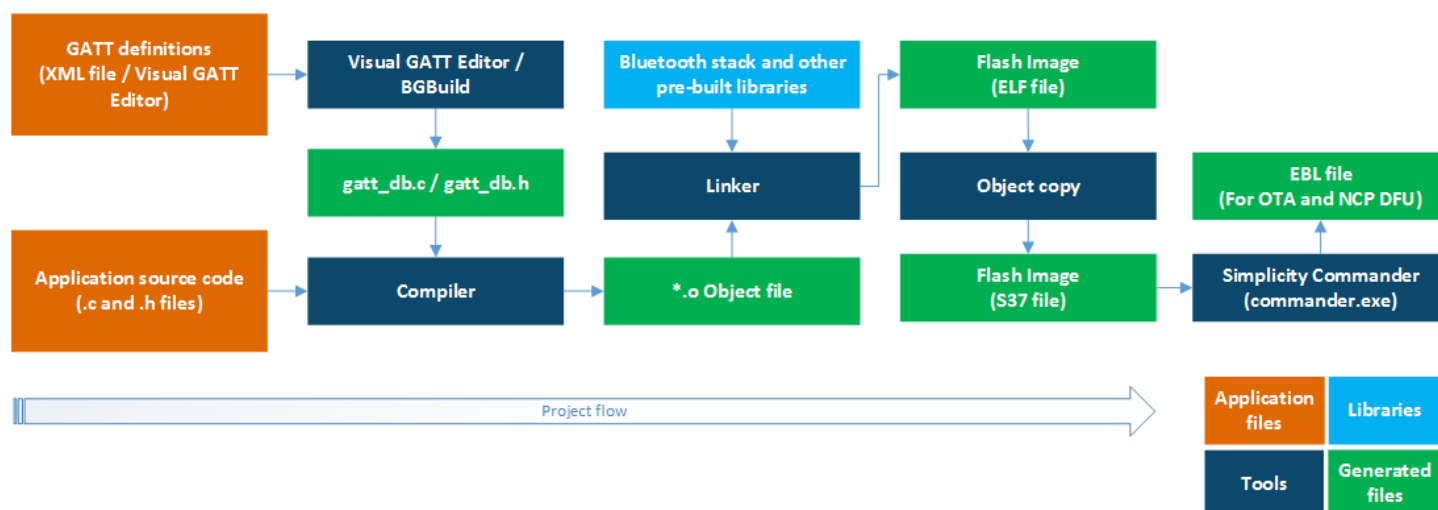 GATT definitions
(XML file / Visual GATT
Editor)
Visual GATT Editor /
BGBuild
Bluetooth stack and other
pre-built libraries
Flash Image
(ELF file)
gatt_db.c / gatt_db.h
Linker
Object copy
EBL file
(For OTA and NCP DFU)
Application source code
(.c and .h files)
Compiler
*.o Object file
Flash Image
(S37 file)
Simplicity Commander
(commander.exe)
Project flow
Application
files
Libraries
Tools
Generated
files